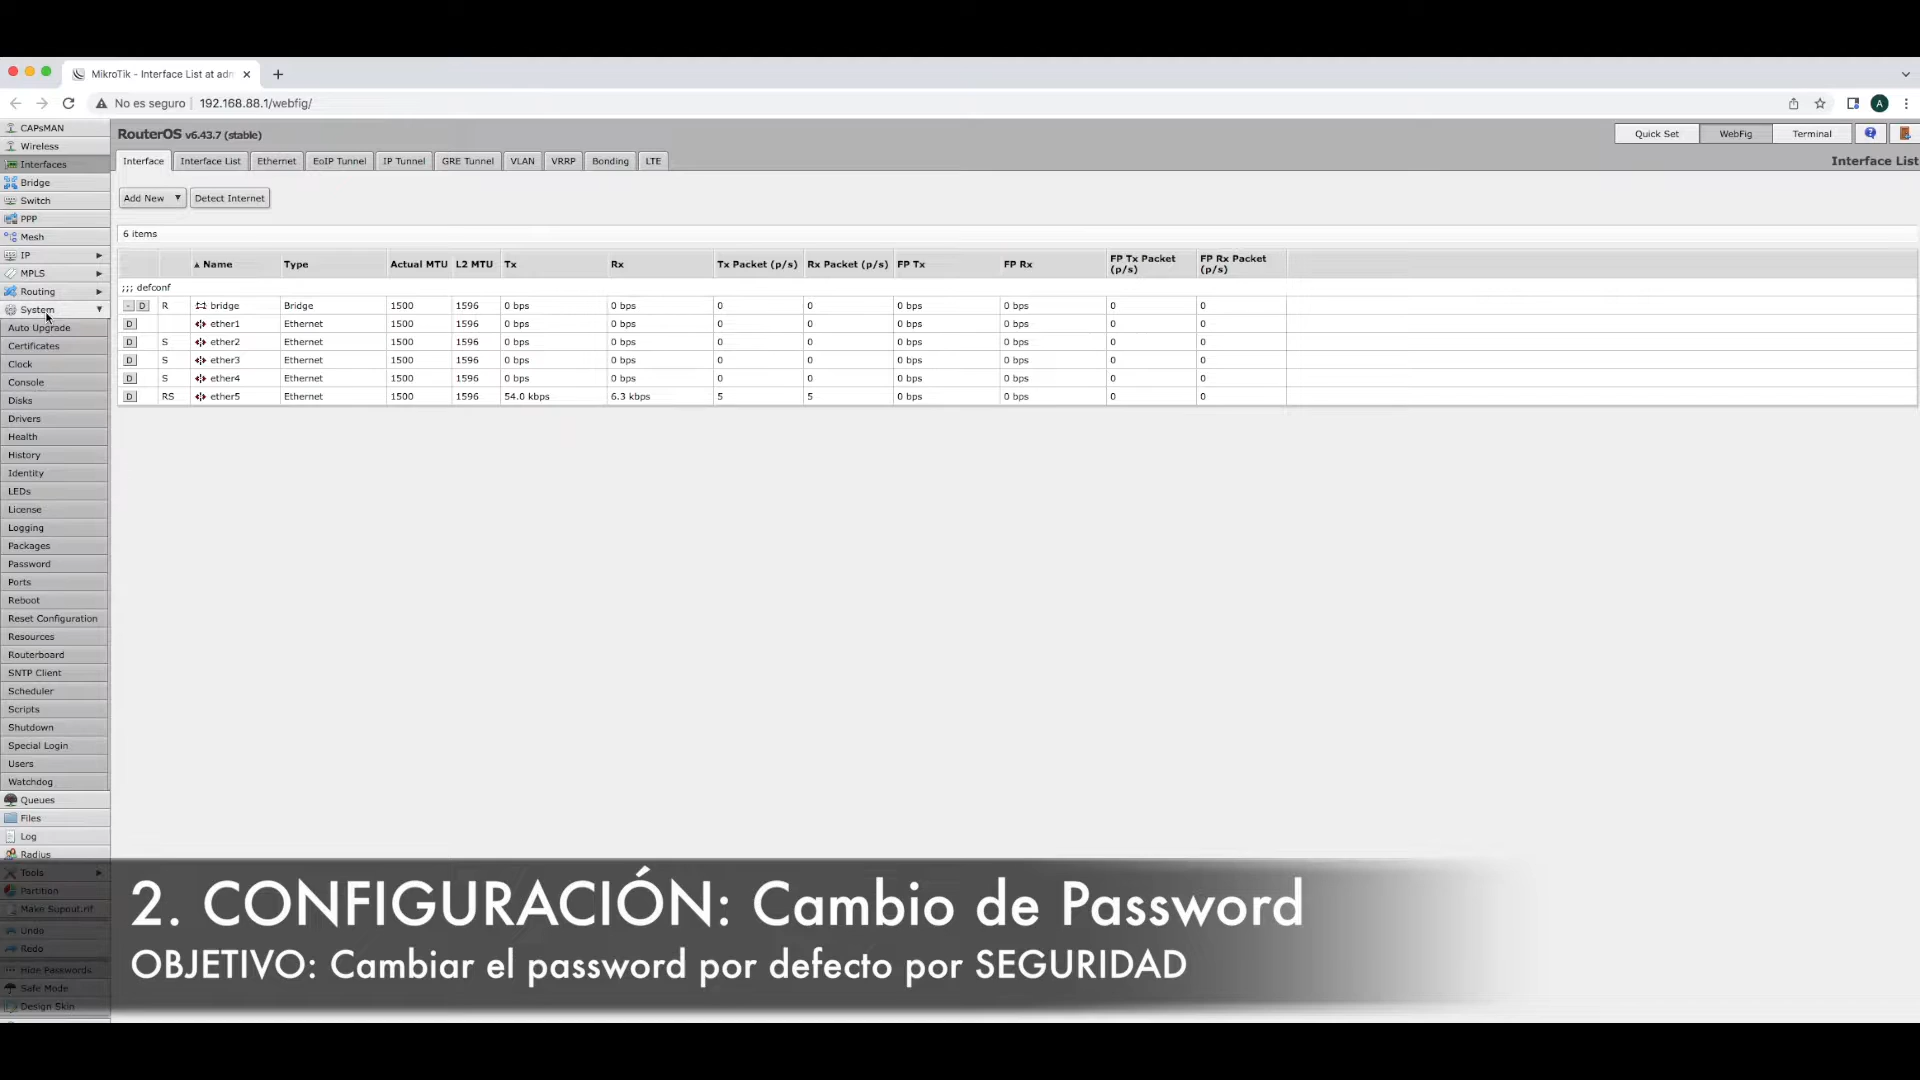 MikroTik - Interface List at adm
No es seguro 192.168.88.1/webfig/
A
CAPsMAN
Wireless
Interfaces
Bridge
Switch
PPP
Mesh
IP
MPLS
Routing
System
Auto Upgrade
Certificates
Clock
Console
Disks
Drivers
Health
History
Identity
LEDs
License
Logging
Packages
Password
Ports
Reboot
Reset Configuration
Resources
Routerboard
SNTP Client
Scheduler
Scripts
Shutdown
Special Login
Users
Watchdog
Queues
Files
Log
Radius
Tools
Partition
Make Supout.rif
Undo
Redo
Hide Passwords
Safe Mode
Design Skin
RouterOS v6.43.7 (stable)
Quick Set WebFig Terminal
Interface Interface List Ethernet EoIP Tunnel IP Tunnel GRE Tunnel VLAN VRRP Bonding LTE
Interface List
Add New Detect Internet
6 items
Name Type Actual MTU L2 MTU Tx Rx Tx Packet (p/s) Rx Packet (p/s) FP Tx FP Rx FP Tx Packet (p/s) FP Rx Packet (p/s)
;;; defconf
- D R bridge Bridge 1500 1596 0 bps 0 bps 0 0 0 bps 0 bps 0 0
D ether1 Ethernet 1500 1596 0 bps 0 bps 0 0 0 bps 0 bps 0 0
D S ether2 Ethernet 1500 1596 0 bps 0 bps 0 0 0 bps 0 bps 0 0
D S ether3 Ethernet 1500 1596 0 bps 0 bps 0 0 0 bps 0 bps 0 0
D S ether4 Ethernet 1500 1596 0 bps 0 bps 0 0 0 bps 0 bps 0 0
D RS ether5 Ethernet 1500 1596 54.0 kbps 6.3 kbps 5 5 0 bps 0 bps 0 0
2. CONFIGURACIÓN: Cambio de Password
OBJETIVO: Cambiar el password por defecto por SEGURIDAD